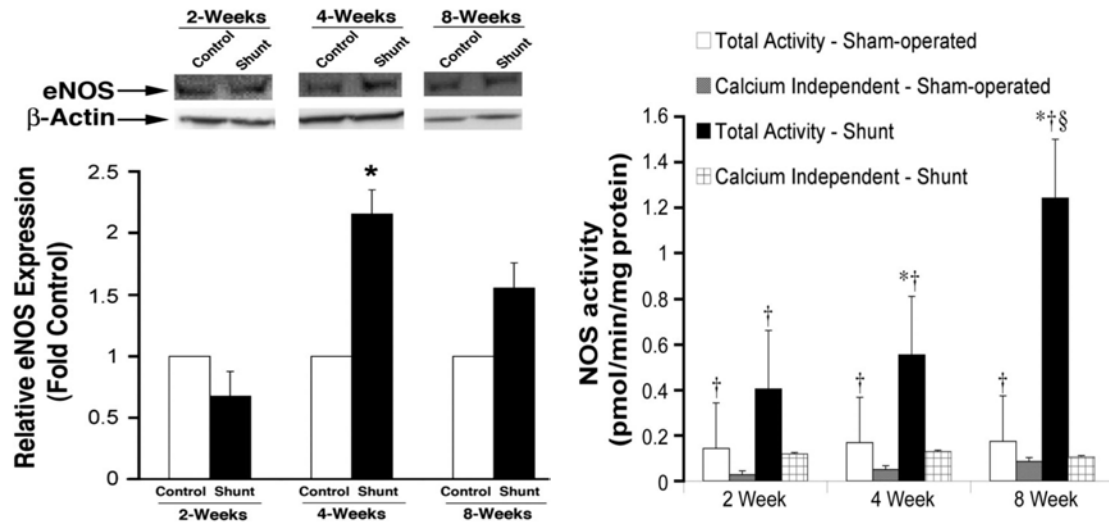 2-Weeks 4-Weeks 8-Weeks
Control Shunt Control Shunt Control Shunt
eNOS
β-Actin
Relative eNOS Expression
(Fold Control)
2.5
2
1.5
1
0.5
0
*
Control Shunt Control Shunt Control Shunt
2-Weeks 4-Weeks 8-Weeks
Total Activity - Sham-operated
Calcium Independent - Sham-operated
Total Activity - Shunt
Calcium Independent - Shunt
NOS activity
(pmol/min/mg protein)
1.6
1.4
1.2
1
0.8
0.6
0.4
0.2
0
† †
† *†
† *†§
2 Week 4 Week 8 Week